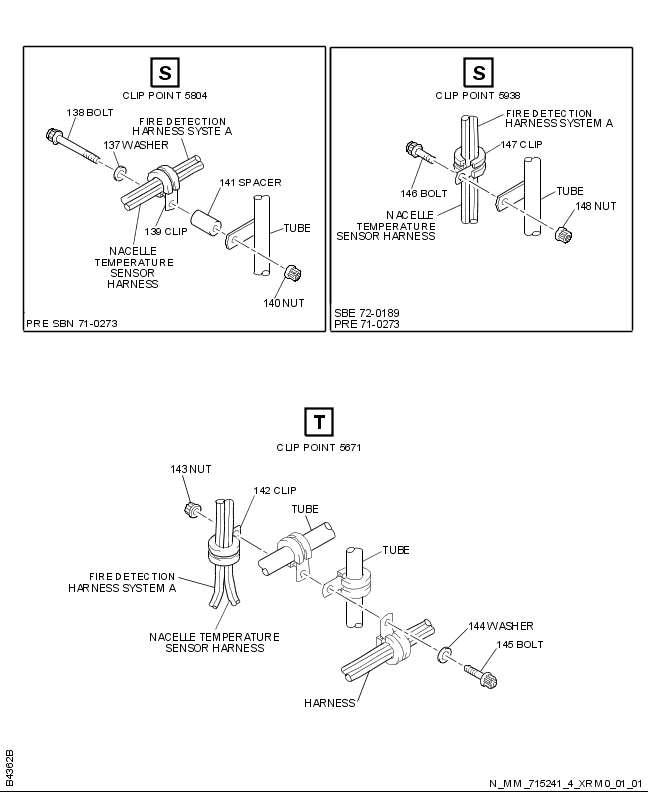 S
CLIP POINT 5804
138 BOLT
FIRE DETECTION
HARNESS SYSTE A
137 WASHER
141 SPACER
139 CLIP
TUBE
NACELLE
TEMPERATURE
SENSOR
HARNESS
140 NUT
PRE SBN 71-0273
S
CLIP POINT 5938
FIRE DETECTION
HARNESS SYSTEM A
147 CLIP
146 BOLT
TUBE
148 NUT
NACELLE
TEMPERATURE
SENSOR HARNESS
SBE 72-0189
PRE 71-0273
T
CLIP POINT 5671
143 NUT
142 CLIP
TUBE
TUBE
FIRE DETECTION
HARNESS SYSTEM A
NACELLE TEMPERATURE
SENSOR HARNESS
144 WASHER
145 BOLT
HARNESS
B4362B
N_MM_715241_4_XRM0_01_01